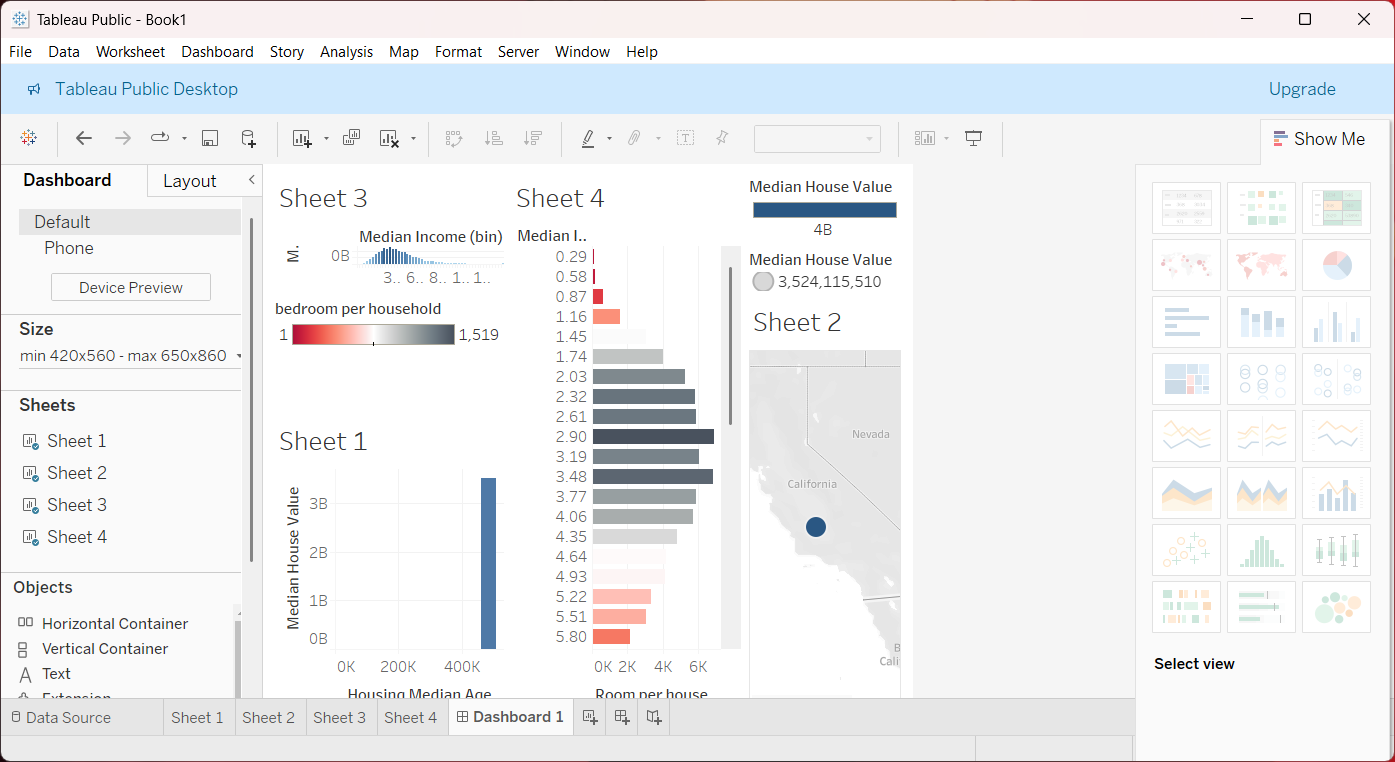 Tableau Public - Book1
File Data Worksheet Dashboard Story Analysis Map Format Server Window Help
Tableau Public Desktop
Upgrade
Show Me
Dashboard
Layout
Default
Phone
Device Preview
Size
min 420x560 - max 650x860
Sheets
Sheet 1
Sheet 2
Sheet 3
Sheet 4
Objects
Horizontal Container
Vertical Container
Text
Extension
Sheet 3
Median Income (bin)
M.
0B
3.. 6.. 8.. 1.. 1..
bedroom per household
1
1,519
Sheet 1
Median House Value
3B
2B
1B
0B
0K 200K 400K
Housing Median Age
Sheet 4
Median I..
0.29
0.58
0.87
1.16
1.45
1.74
2.03
2.32
2.61
2.90
3.19
3.48
3.77
4.06
4.35
4.64
4.93
5.22
5.51
5.80
0K 2K 4K 6K
Room per house
Median House Value
4B
Median House Value
3,524,115,510
Sheet 2
Nevada
California
B
Cali
Select view
Data Source
Sheet 1
Sheet 2
Sheet 3
Sheet 4
Dashboard 1